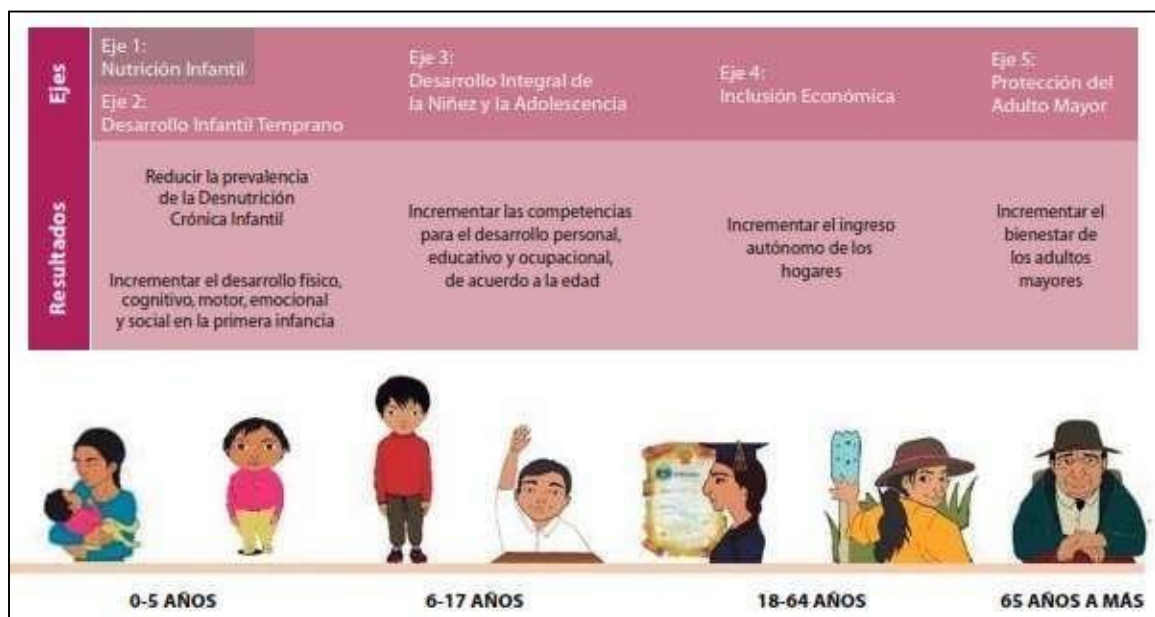 Ejes
Eje 1:
Nutrición Infantil
Eje 2:
Desarrollo Infantil Temprano
Eje 3:
Desarrollo Integral de
la Niñez y la Adolescencia
Eje 4:
Inclusión Económica
Eje 5:
Protección del
Adulto Mayor
Resultados
Reducir la prevalencia
de la Desnutrición
Crónica Infantil
Incrementar el desarrollo físico,
cognitivo, motor, emocional
y social en la primera infancia
Incrementar las competencias
para el desarrollo personal,
educativo y ocupacional,
de acuerdo a la edad
Incrementar el ingreso
autónomo de los
hogares
Incrementar el
bienestar de
los adultos
mayores
0-5 AÑOS
6-17 AÑOS
18-64 AÑOS
65 AÑOS A MÁS